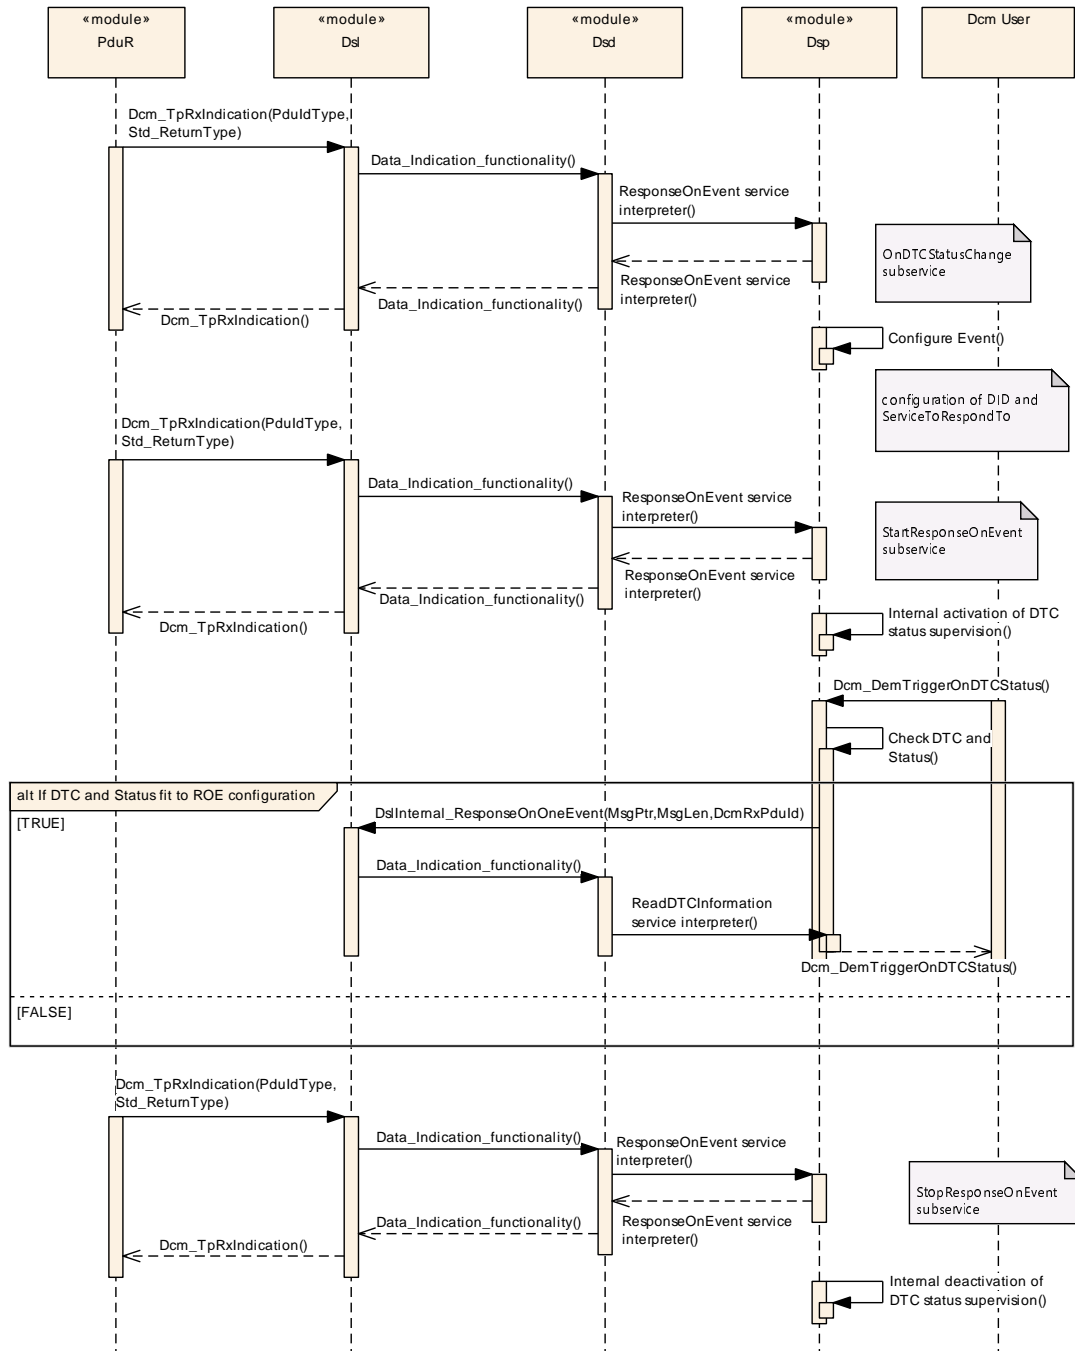 «module»
PduR
«module»
Dsl
«module»
Dsd
«module»
Dsp
Dcm User
Dcm_TpRxIndication(PduIdType,
Std_ReturnType)
Data_Indication_functionality()
ResponseOnEvent service
interpreter()
OnDTCStatusChange
subservice
ResponseOnEvent service
interpreter()
Data_Indication_functionality()
Dcm_TpRxIndication()
Configure Event()
configuration of DID and
ServiceToRespondTo
Dcm_TpRxIndication(PduIdType,
Std_ReturnType)
Data_Indication_functionality()
ResponseOnEvent service
interpreter()
StartResponseOnEvent
subservice
ResponseOnEvent service
interpreter()
Data_Indication_functionality()
Dcm_TpRxIndication()
Internal activation of DTC
status supervision()
Dcm_DemTriggerOnDTCStatus()
Check DTC and
Status()
alt If DTC and Status fit to ROE configuration
[TRUE]
DslInternal_ResponseOnOneEvent(MsgPtr,MsgLen,DcmRxPduId)
Data_Indication_functionality()
ReadDTCInformation
service interpreter()
Dcm_DemTriggerOnDTCStatus()
[FALSE]
Dcm_TpRxIndication(PduIdType,
Std_ReturnType)
Data_Indication_functionality()
ResponseOnEvent service
interpreter()
StopResponseOnEvent
subservice
ResponseOnEvent service
interpreter()
Data_Indication_functionality()
Dcm_TpRxIndication()
Internal deactivation of
DTC status supervision()